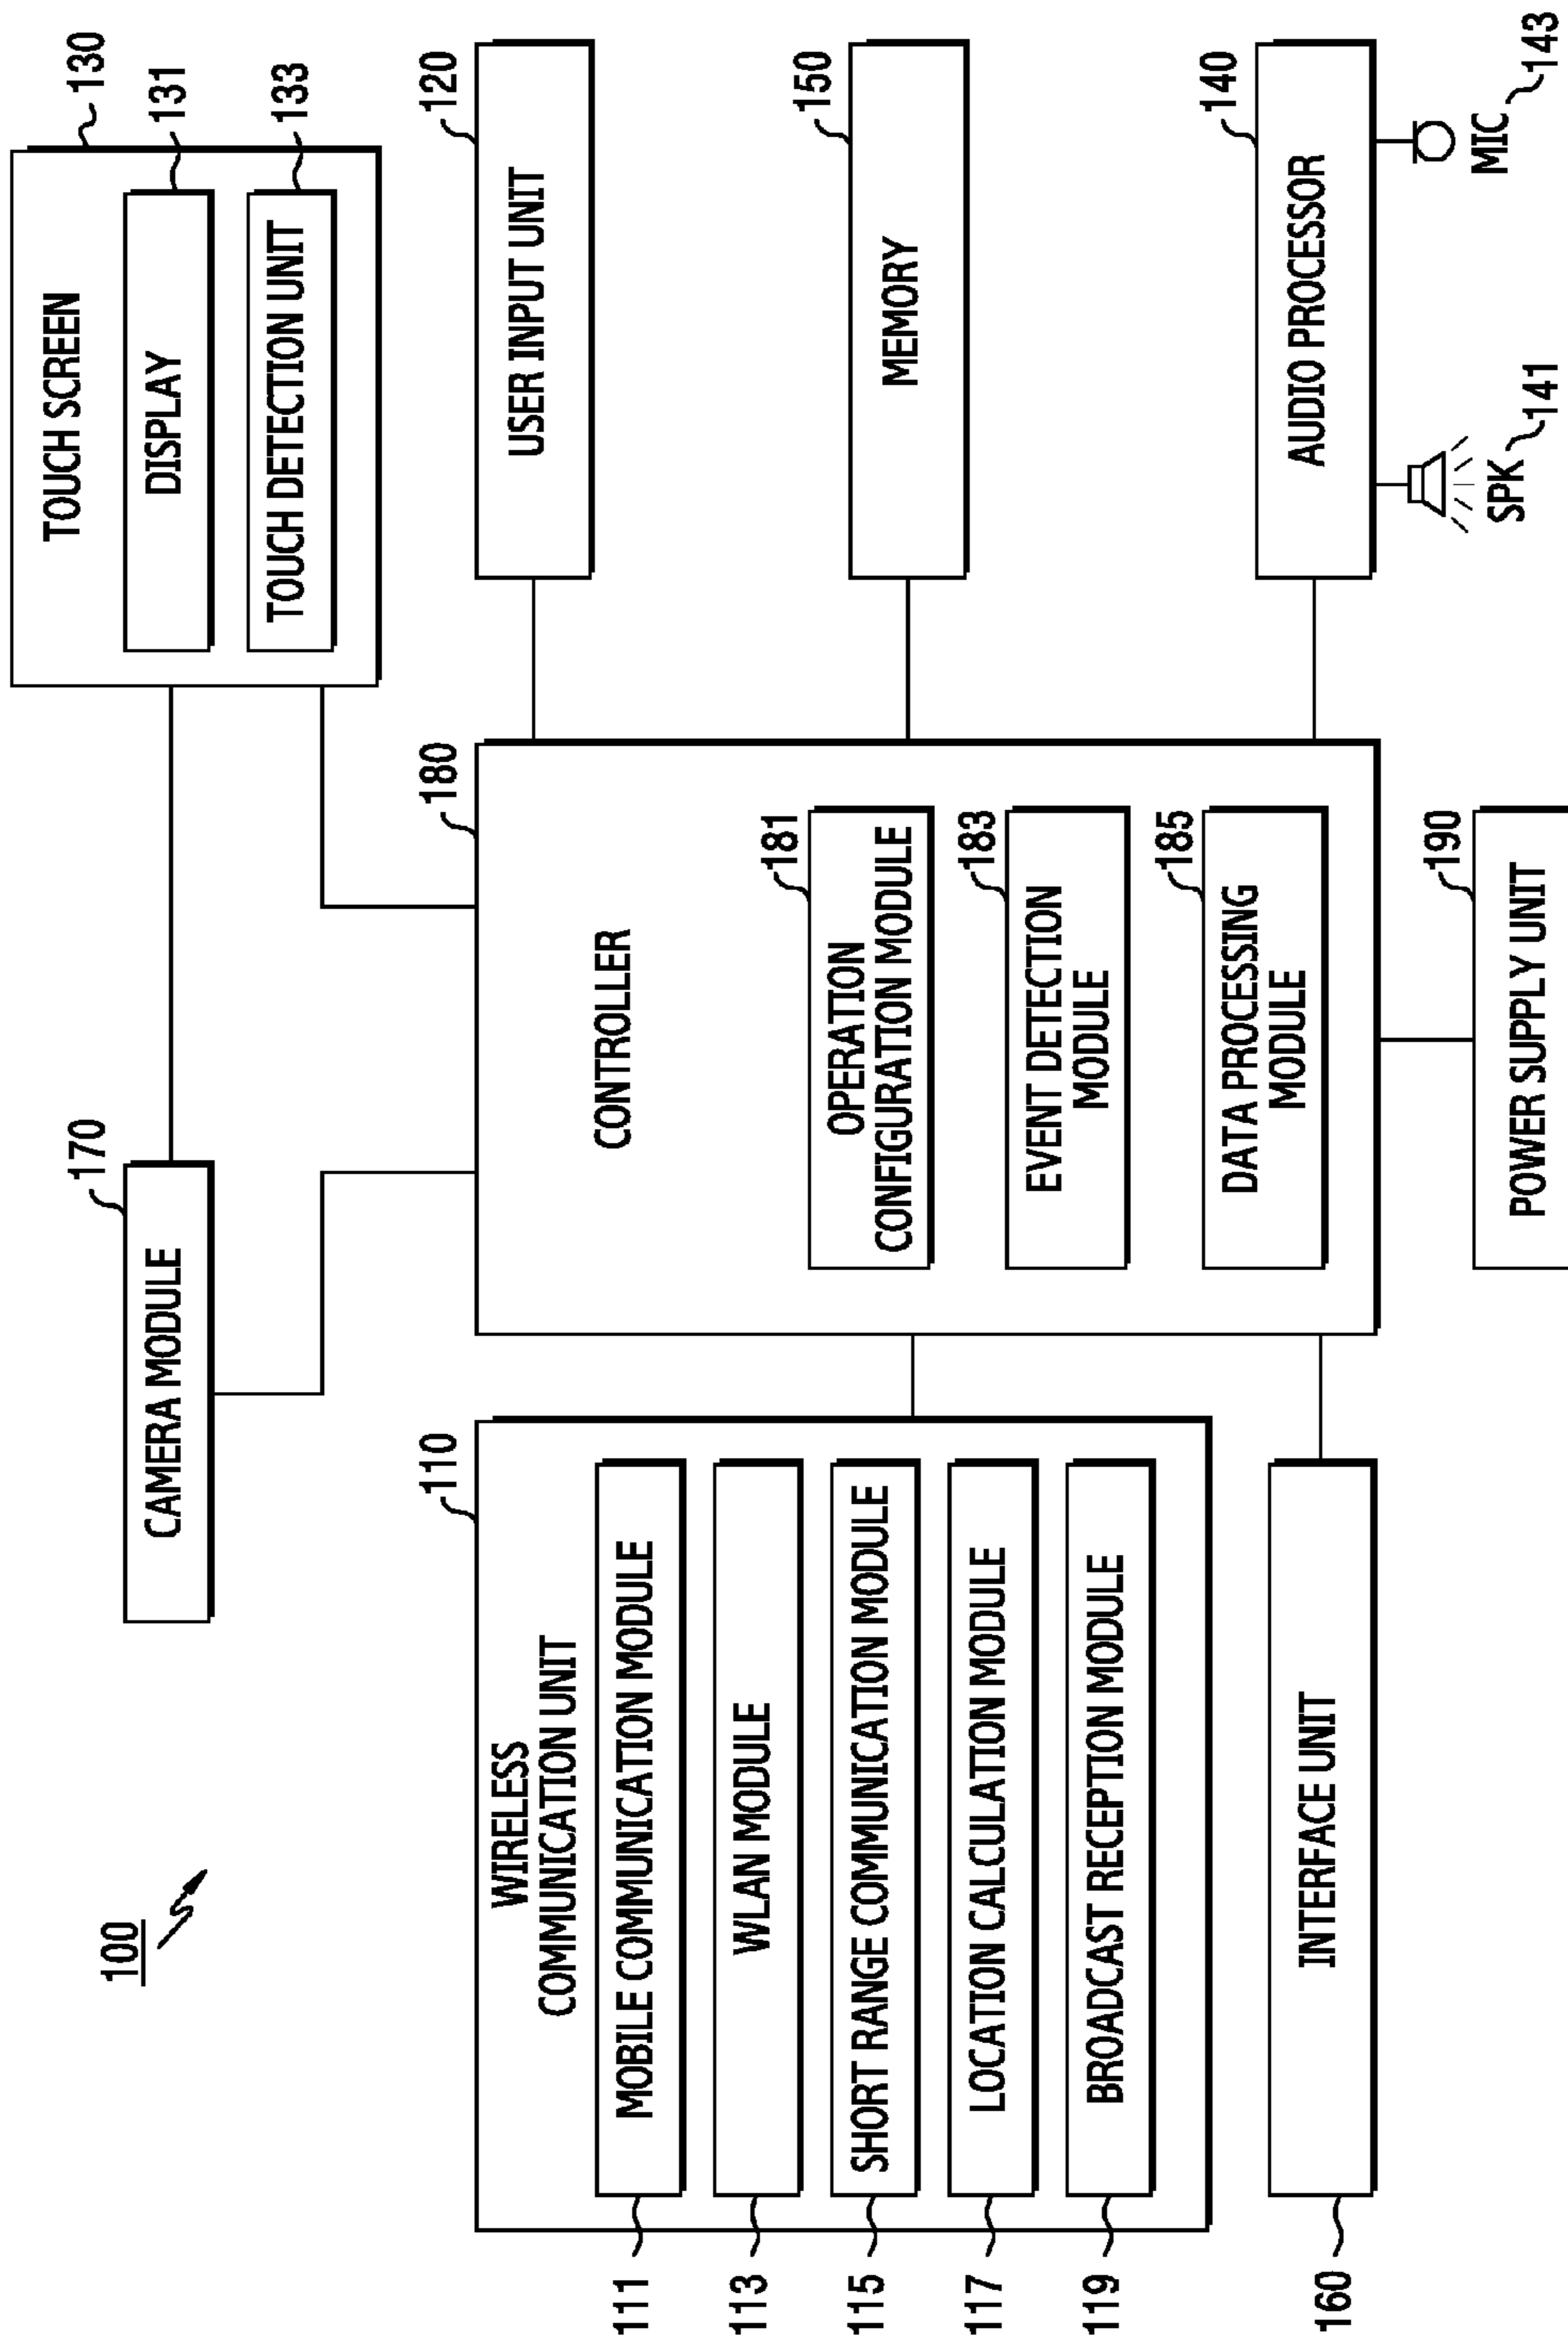 100
CAMERA MODULE
170
TOUCH SCREEN
130
DISPLAY
131
TOUCH DETECTION UNIT
133
WIRELESS
COMMUNICATION UNIT
110
MOBILE COMMUNICATION MODULE
111
WLAN MODULE
113
SHORT RANGE COMMUNICATION MODULE
115
LOCATION CALCULATION MODULE
117
BROADCAST RECEPTION MODULE
119
INTERFACE UNIT
160
CONTROLLER
180
OPERATION
CONFIGURATION MODULE
181
EVENT DETECTION
MODULE
183
DATA PROCESSING
MODULE
185
POWER SUPPLY UNIT
190
USER INPUT UNIT
120
MEMORY
150
AUDIO PROCESSOR
140
SPK
141
MIC
143